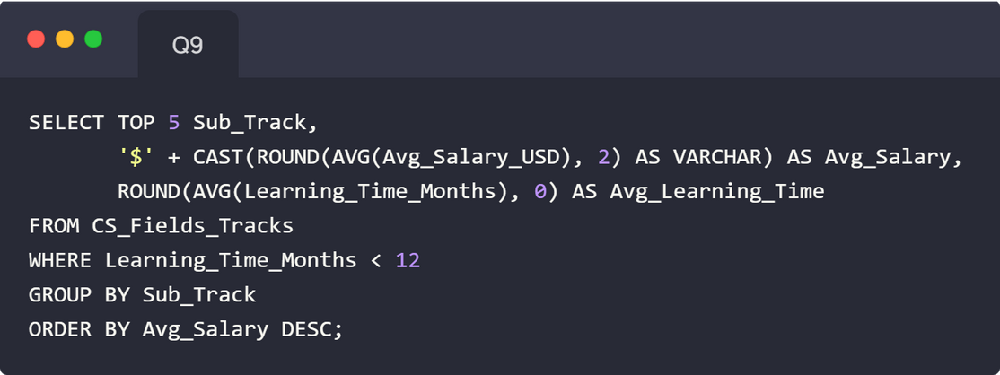 Q9
SELECT TOP 5 Sub_Track,
'$' + CAST(ROUND(AVG(Avg_Salary_USD), 2) AS VARCHAR) AS Avg_Salary,
ROUND(AVG(Learning_Time_Months), 0) AS Avg_Learning_Time
FROM CS_Fields_Tracks
WHERE Learning_Time_Months < 12
GROUP BY Sub_Track
ORDER BY Avg_Salary DESC;